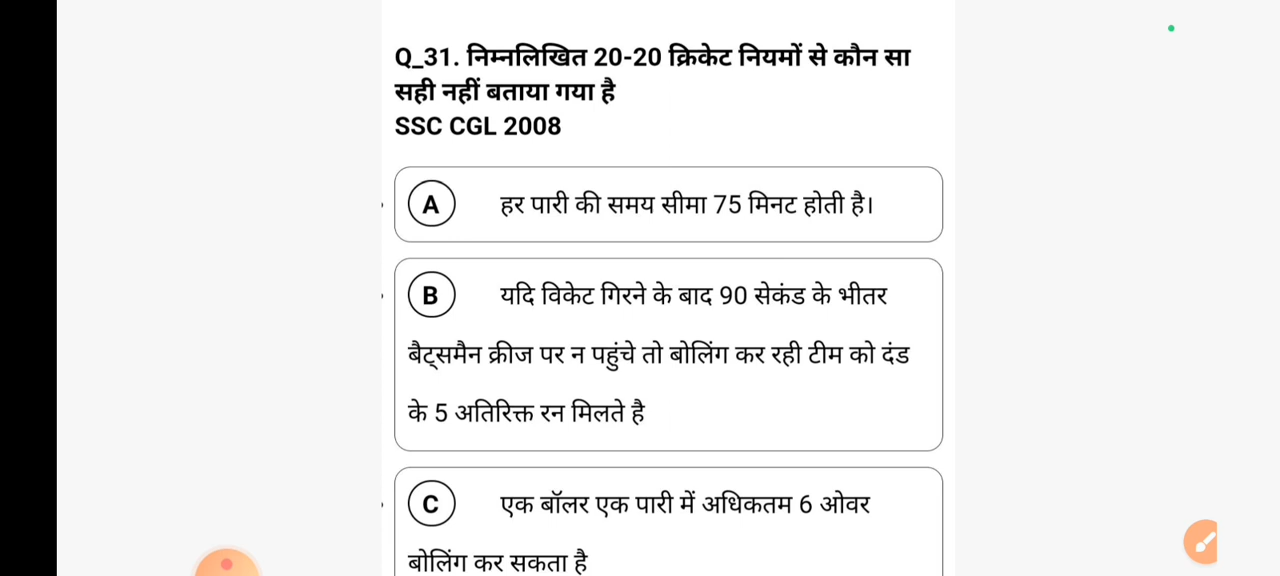 Q_31. निम्नलिखित 20-20 क्रिकेट नियमों से कौन सा
सही नहीं बताया गया है
SSC CGL 2008
A हर पारी की समय सीमा 75 मिनट होती है।
B यदि विकेट गिरने के बाद 90 सेकंड के भीतर
बैट्समैन क्रीज पर न पहुंचे तो बोलिंग कर रही टीम को दंड
के 5 अतिरिक्त रन मिलते है
C एक बॉलर एक पारी में अधिकतम 6 ओवर
बोलिंग कर सकता है